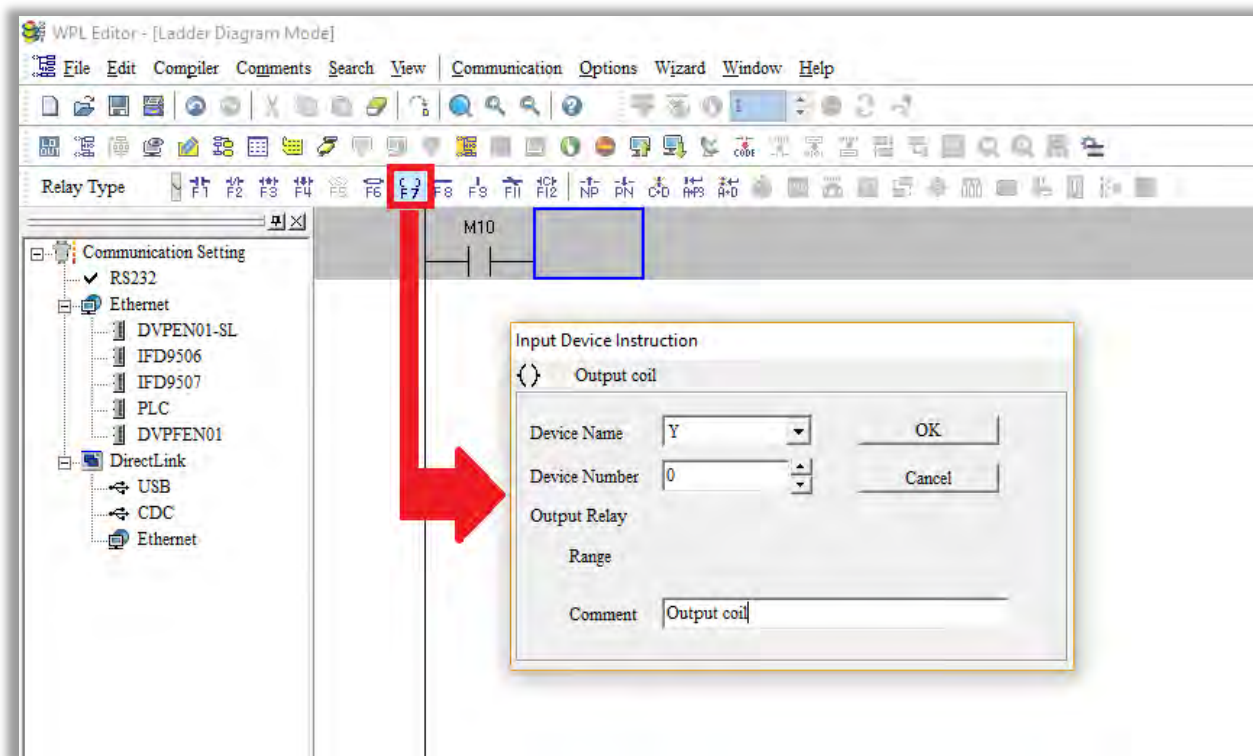 WPL Editor - [Ladder Diagram Mode]
File Edit Compiler Comments Search View Communication Options Wizard Window Help
1
CODE
Relay Type F1 F2 F3 F4 F5 F6 F7 F8 F9 F11 F12 NP PN
M10
Communication Setting
RS232
Ethernet
DVPEN01-SL
IFD9506
IFD9507
PLC
DVPFEN01
DirectLink
USB
CDC
Ethernet
Input Device Instruction
Output coil
Device Name Y OK
Device Number 0 Cancel
Output Relay
Range
Comment Output coil